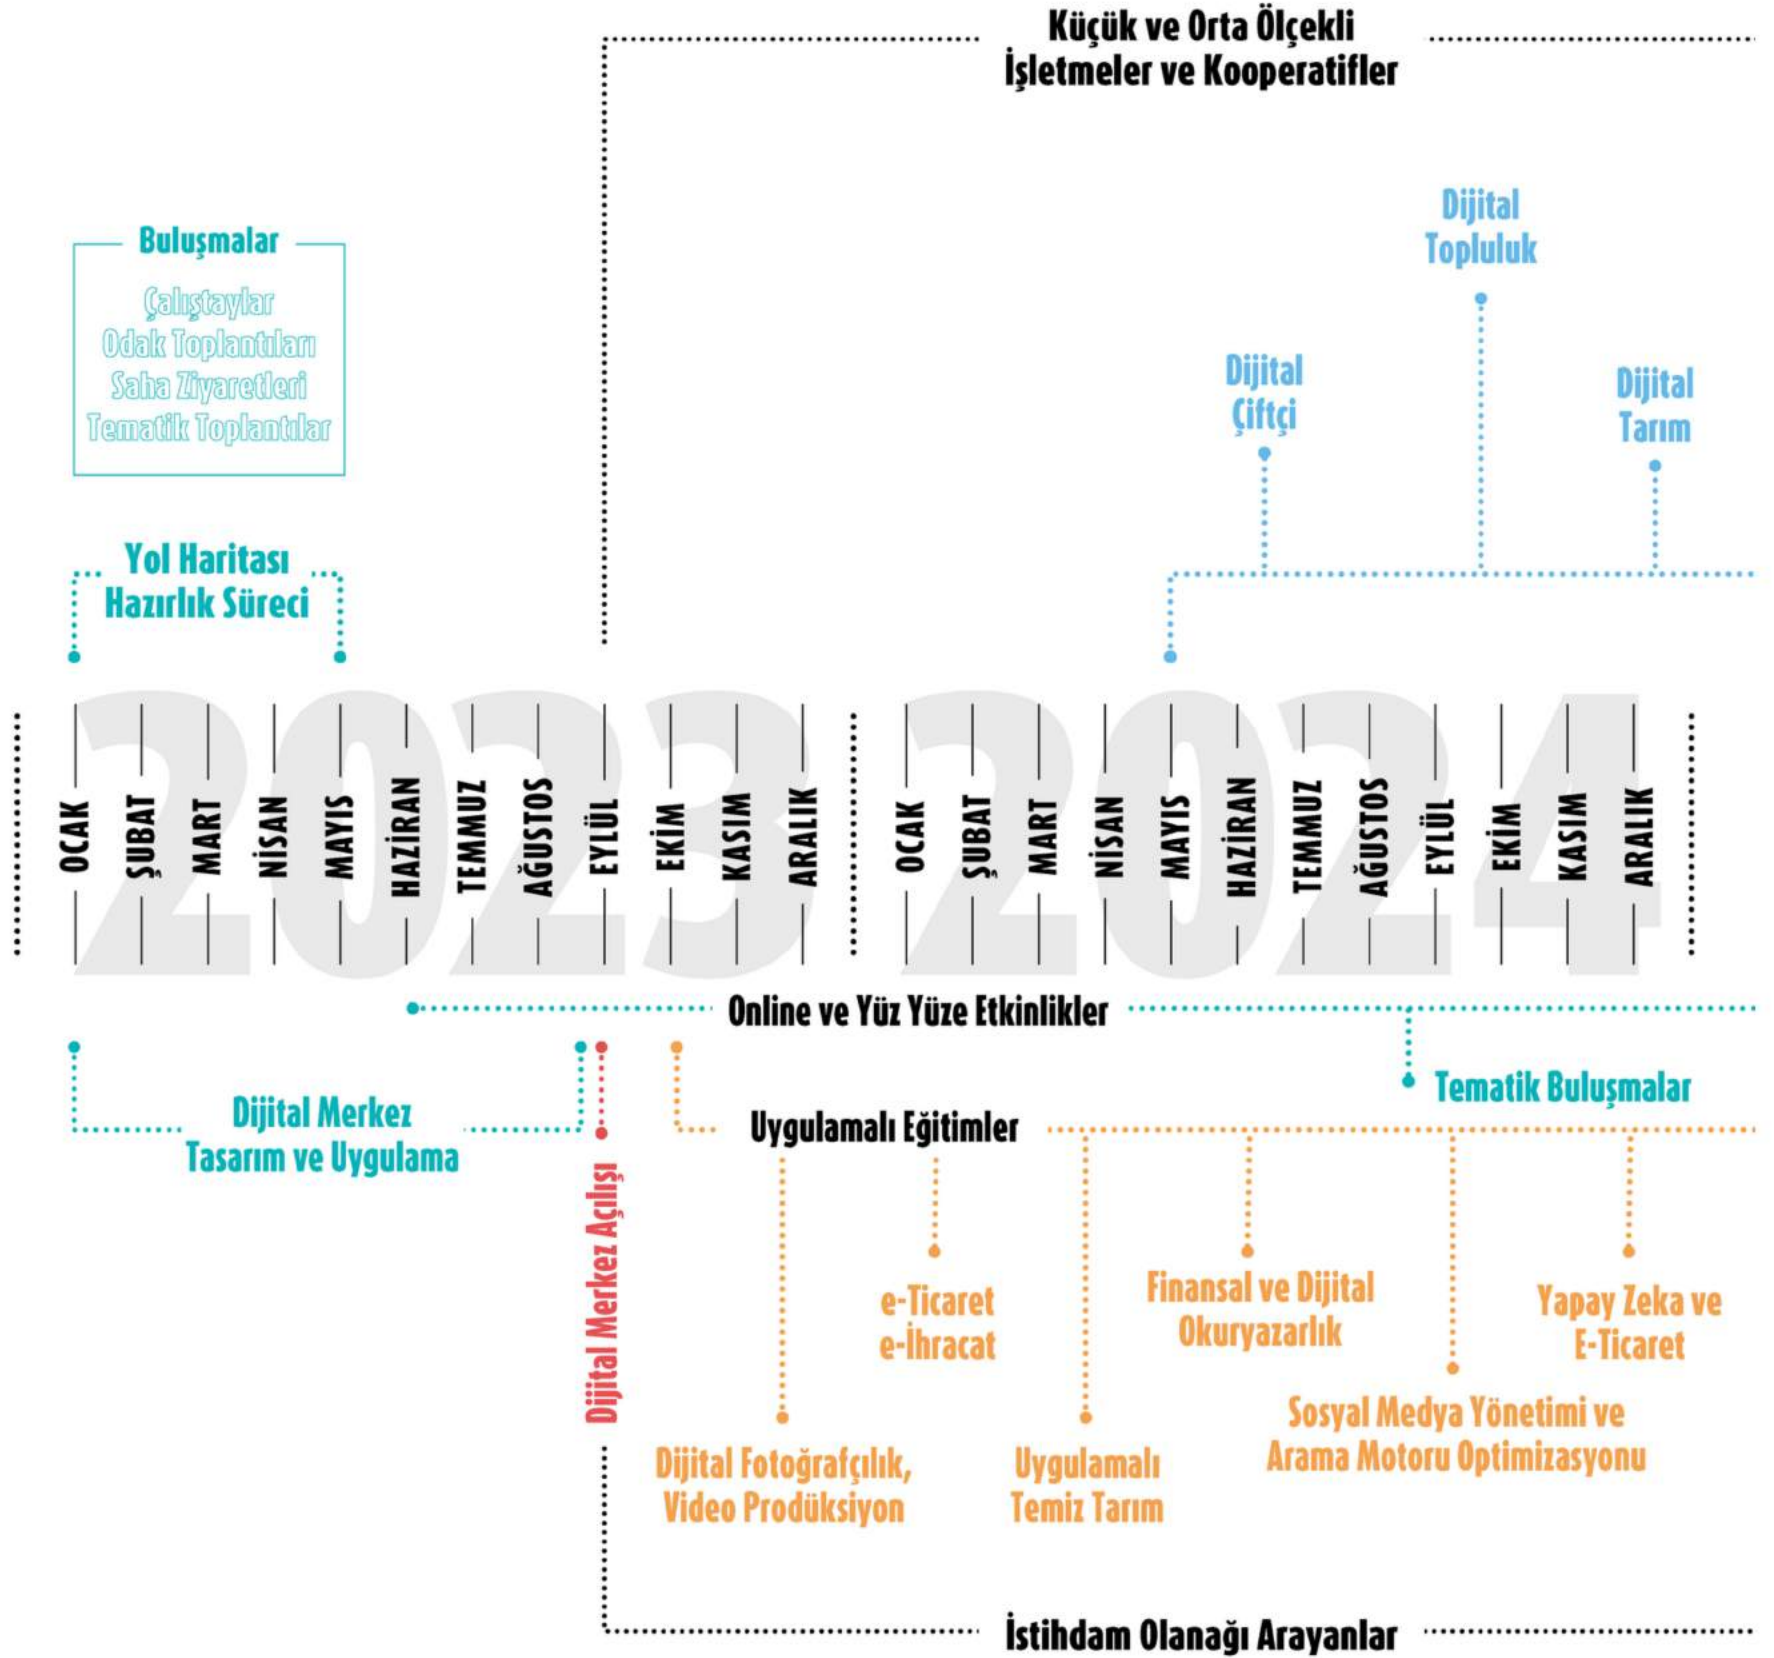 Küçük ve Orta Ölçekli
İşletmeler ve Kooperatifler
Dijital
Topluluk
Buluşmalar
Çalıştaylar
Odak Toplantıları
Saha Ziyaretleri
Tematik Toplantılar
Dijital
Çiftçi
Dijital
Tarım
Yol Haritası
Hazırlık Süreci
2023
OCAK
ŞUBAT
MART
NİSAN
MAYIS
HAZİRAN
TEMMUZ
AĞUSTOS
EYLÜL
EKİM
KASIM
ARALIK
2024
OCAK
ŞUBAT
MART
NİSAN
MAYIS
HAZİRAN
TEMMUZ
AĞUSTOS
EYLÜL
EKİM
KASIM
ARALIK
Online ve Yüz Yüze Etkinlikler
Tematik Buluşmalar
Dijital Merkez
Tasarım ve Uygulama
Uygulamalı Eğitimler
Dijital Merkez Açılışı
e-Ticaret
e-İhracat
Finansal ve Dijital
Okuryazarlık
Yapay Zeka ve
E-Ticaret
Dijital Fotoğrafçılık,
Video Prodüksiyon
Uygulamalı
Temiz Tarım
Sosyal Medya Yönetimi ve
Arama Motoru Optimizasyonu
İstihdam Olanağı Arayanlar